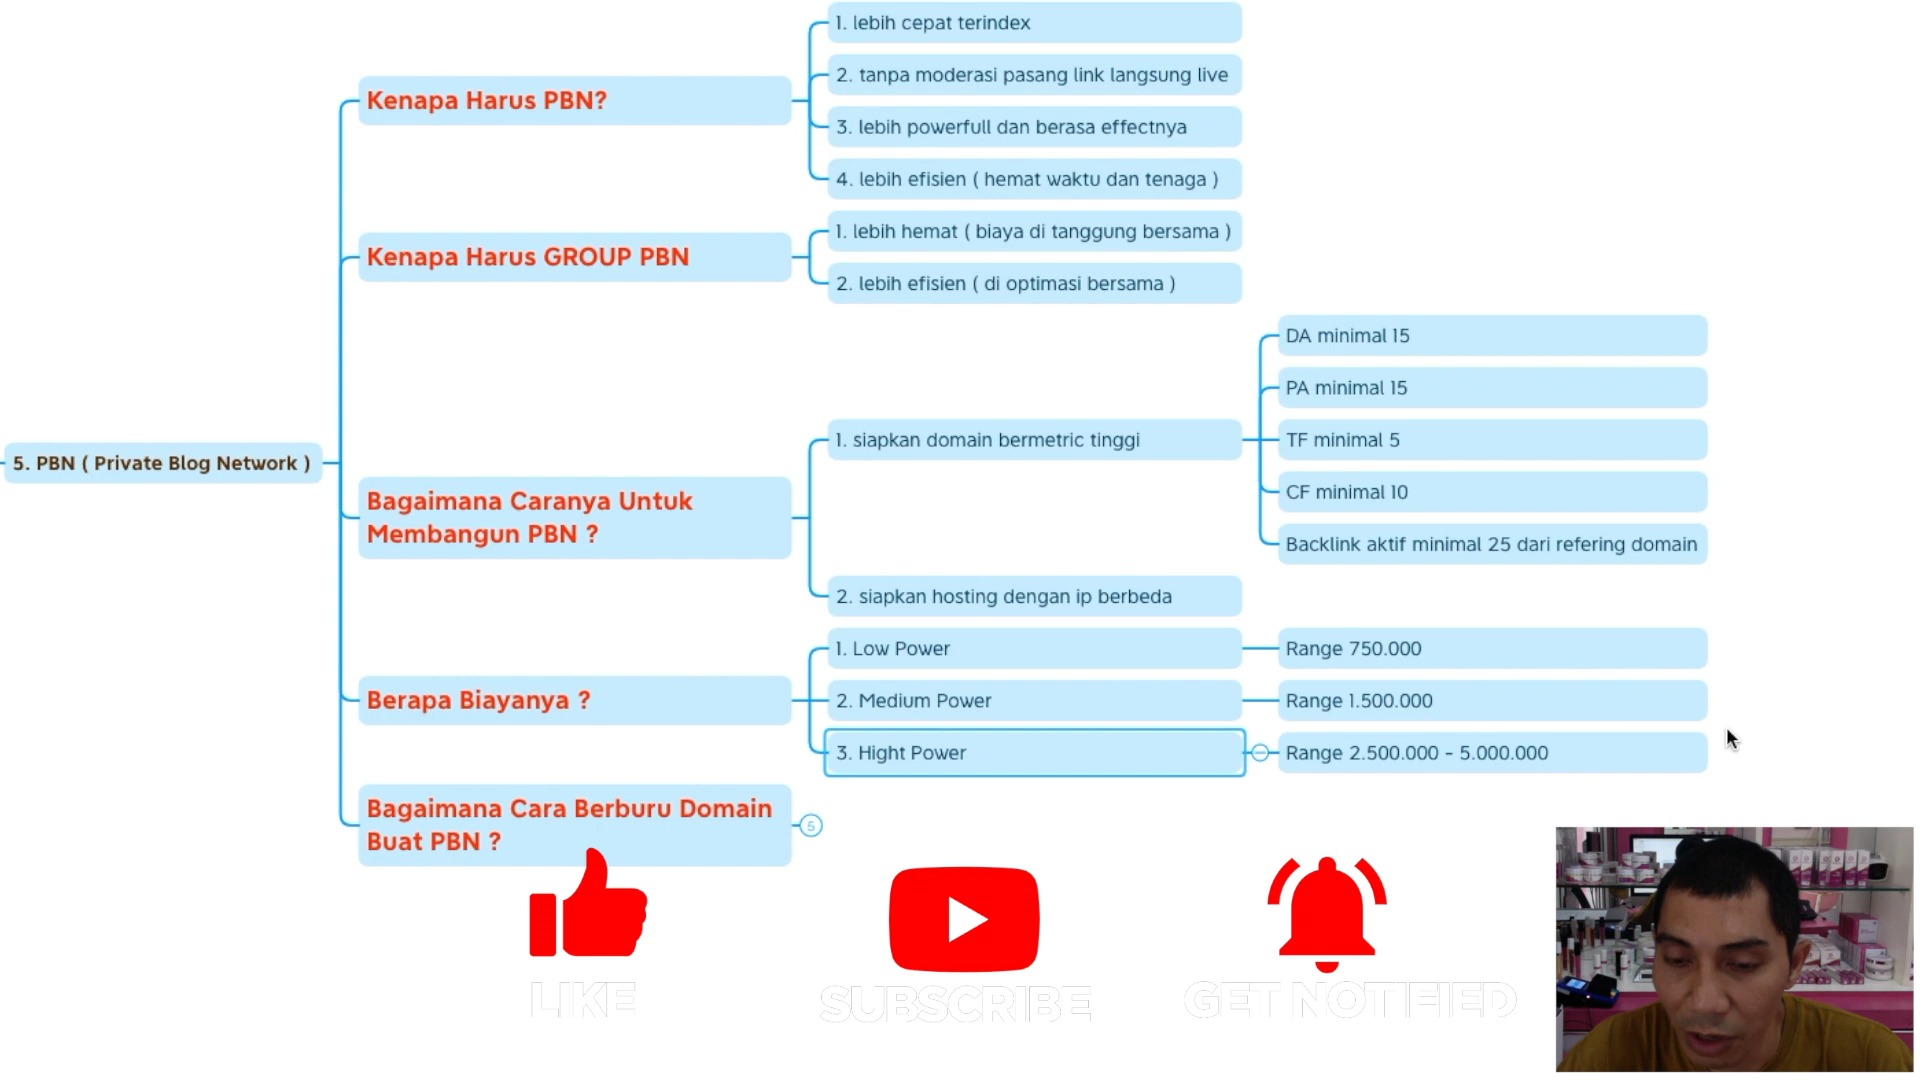 5. PBN ( Private Blog Network )
Kenapa Harus PBN?
1. lebih cepat terindex
2. tanpa moderasi pasang link langsung live
3. lebih powerfull dan berasa effectnya
4. lebih efisien ( hemat waktu dan tenaga )
Kenapa Harus GROUP PBN
1. lebih hemat ( biaya di tanggung bersama )
2. lebih efisien ( di optimasi bersama )
Bagaimana Caranya Untuk
Membangun PBN ?
1. siapkan domain bermetric tinggi
DA minimal 15
PA minimal 15
TF minimal 5
CF minimal 10
Backlink aktif minimal 25 dari refering domain
2. siapkan hosting dengan ip berbeda
Berapa Biayanya ?
1. Low Power
Range 750.000
2. Medium Power
Range 1.500.000
3. Hight Power
Range 2.500.000 - 5.000.000
Bagaimana Cara Berburu Domain
Buat PBN ?
5
LIKE
SUBSCRIBE
GET NOTIFIED